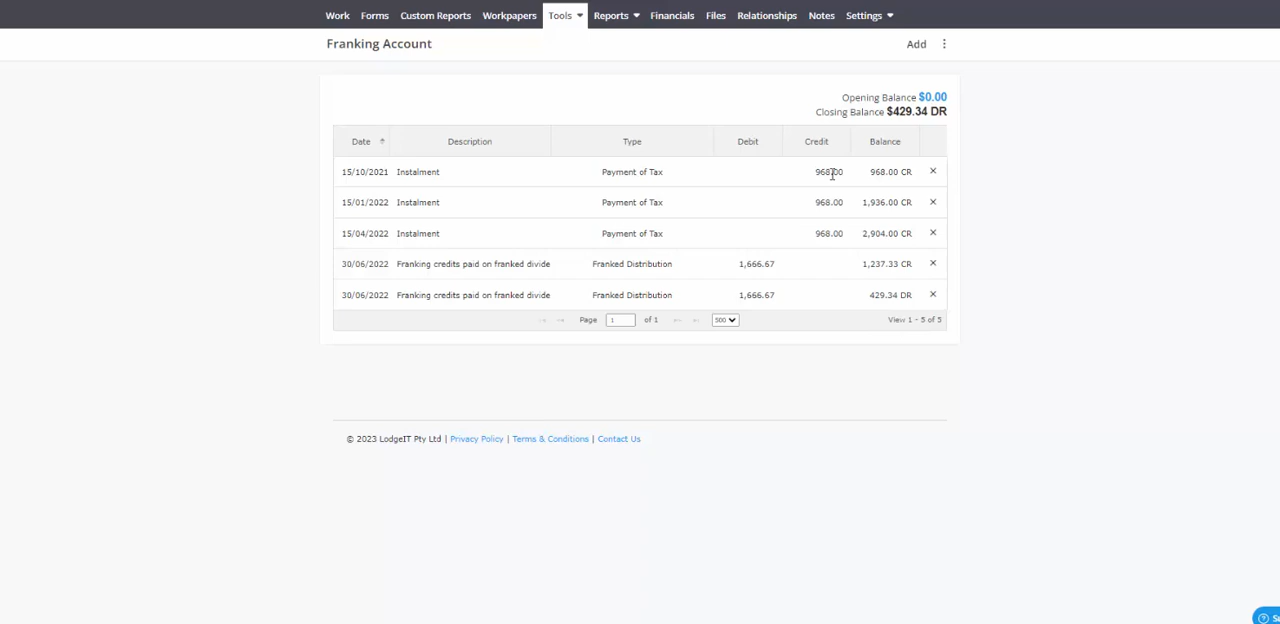 Work Forms Custom Reports Workpapers Tools Reports Financials Files Relationships Notes Settings
Franking Account Add
Opening Balance $0.00
Closing Balance $429.34 DR
Date Description Type Debit Credit Balance
15/10/2021 Instalment Payment of Tax 968.00 968.00 CR
15/01/2022 Instalment Payment of Tax 968.00 1,936.00 CR
15/04/2022 Instalment Payment of Tax 968.00 2,904.00 CR
30/06/2022 Franking credits paid on franked divide Franked Distribution 1,666.67 1,237.33 CR
30/06/2022 Franking credits paid on franked divide Franked Distribution 1,666.67 429.34 DR
Page 1 of 1 500 View 1 - 5 of 5
© 2023 LodgeIT Pty Ltd | Privacy Policy | Terms & Conditions | Contact Us